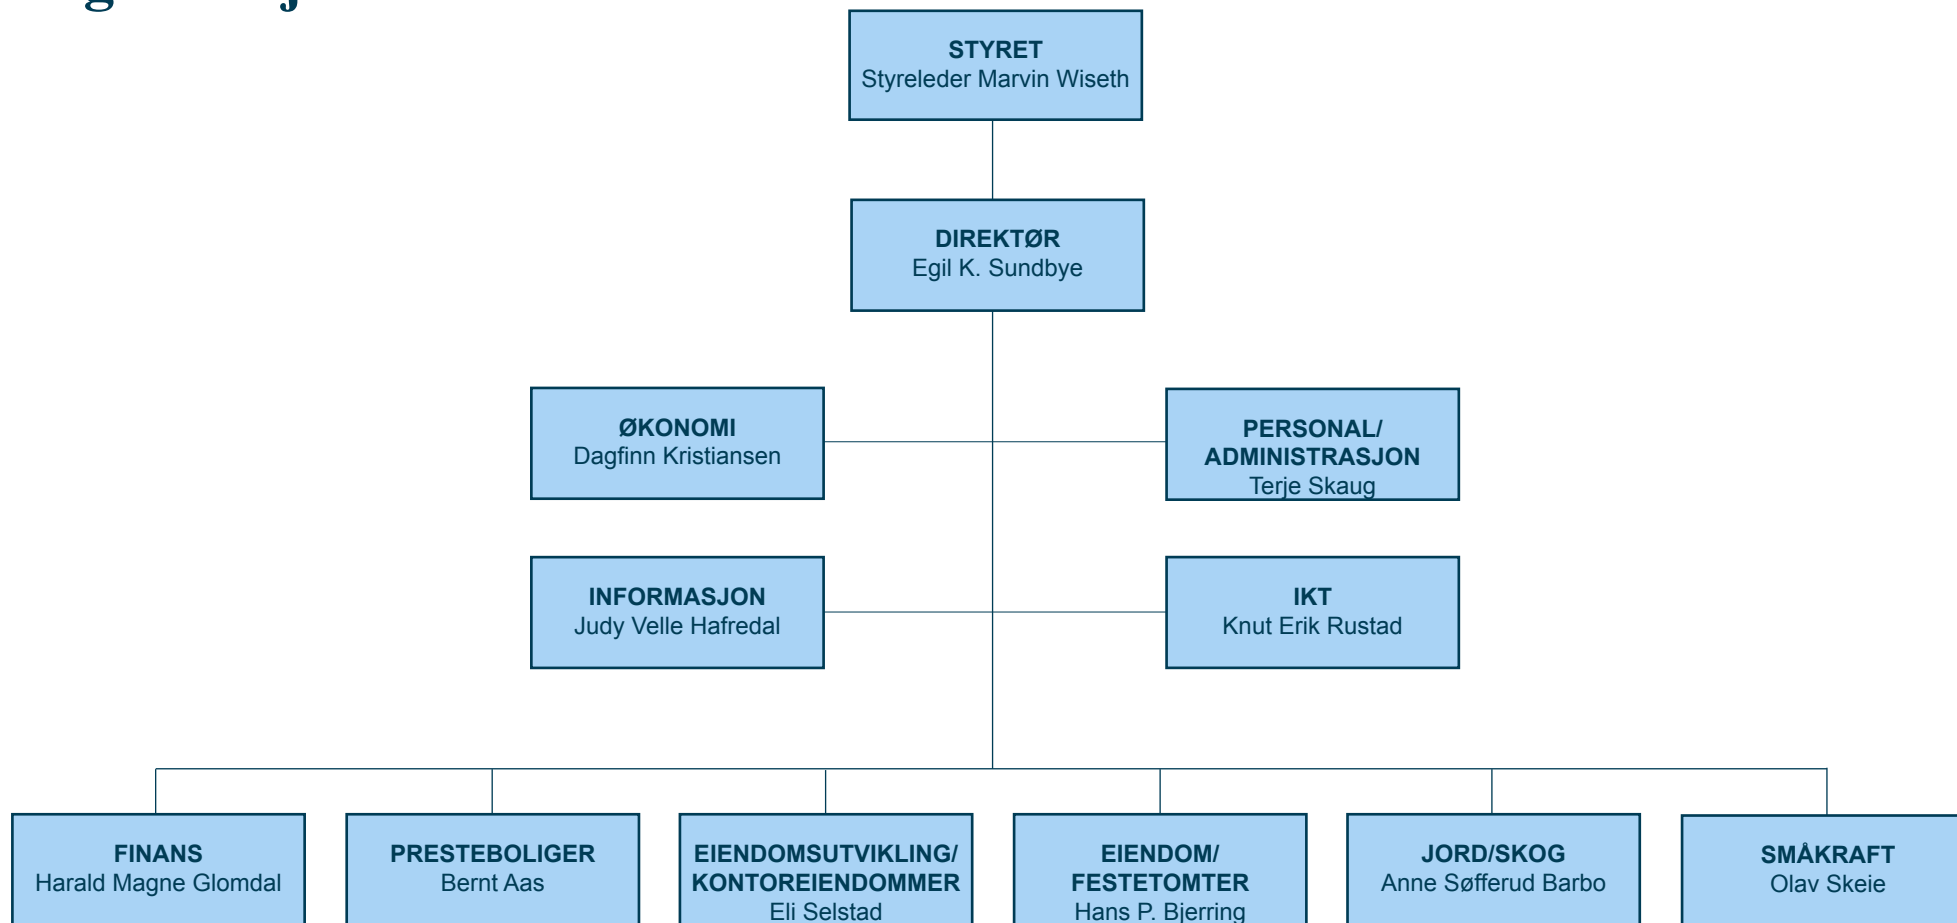 STYRET
Styreleder Marvin Wiseth
DIREKTØR
Egil K. Sundbye
ØKONOMI
Dagfinn Kristiansen
PERSONAL/
ADMINISTRASJON
Terje Skaug
INFORMASJON
Judy Velle Hafredal
IKT
Knut Erik Rustad
FINANS
Harald Magne Glomdal
PRESTEBOLIGER
Bernt Aas
EIENDOMSUTVIKLING/
KONTOREIENDOMMER
Eli Selstad
EIENDOM/
FESTETOMTER
Hans P. Bjerring
JORD/SKOG
Anne Søfferud Barbo
SMÅKRAFT
Olav Skeie